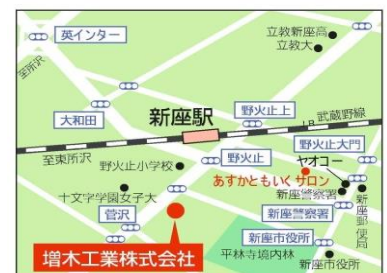 英インター
立教新座高
立教大
至所沢
大和田
新座駅
野火止上
JR武蔵野線
野火止大門
至東所沢
野火止小学校
野火止
ヤオコー
あすかともいくサロン
新座警察署
十文字学園女子大
菅沢
新座警察署
新座郵便局
新座市役所
増木工業株式会社
平林寺境内林
新座市役所